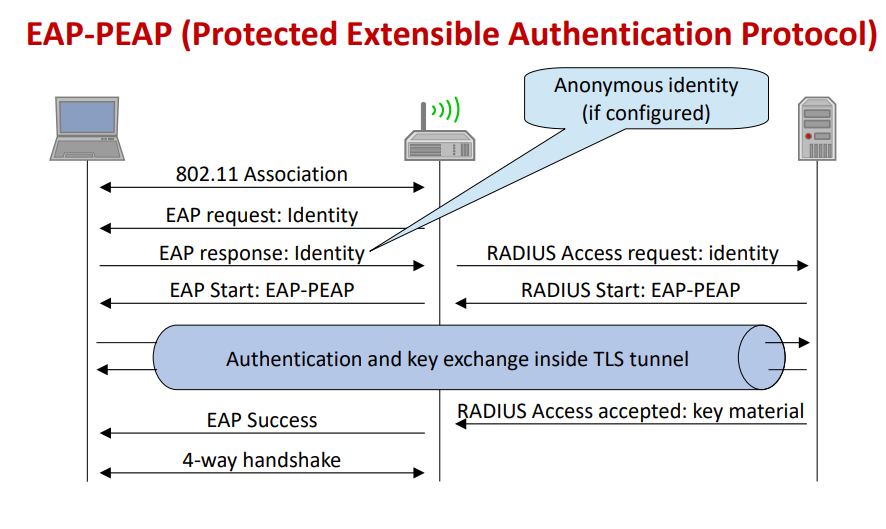 EAP-PEAP (Protected Extensible Authentication Protocol)
Anonymous identity
(if configured)
802.11 Association
EAP request: Identity
EAP response: Identity
RADIUS Access request: identity
EAP Start: EAP-PEAP
RADIUS Start: EAP-PEAP
Authentication and key exchange inside TLS tunnel
RADIUS Access accepted: key material
EAP Success
4-way handshake